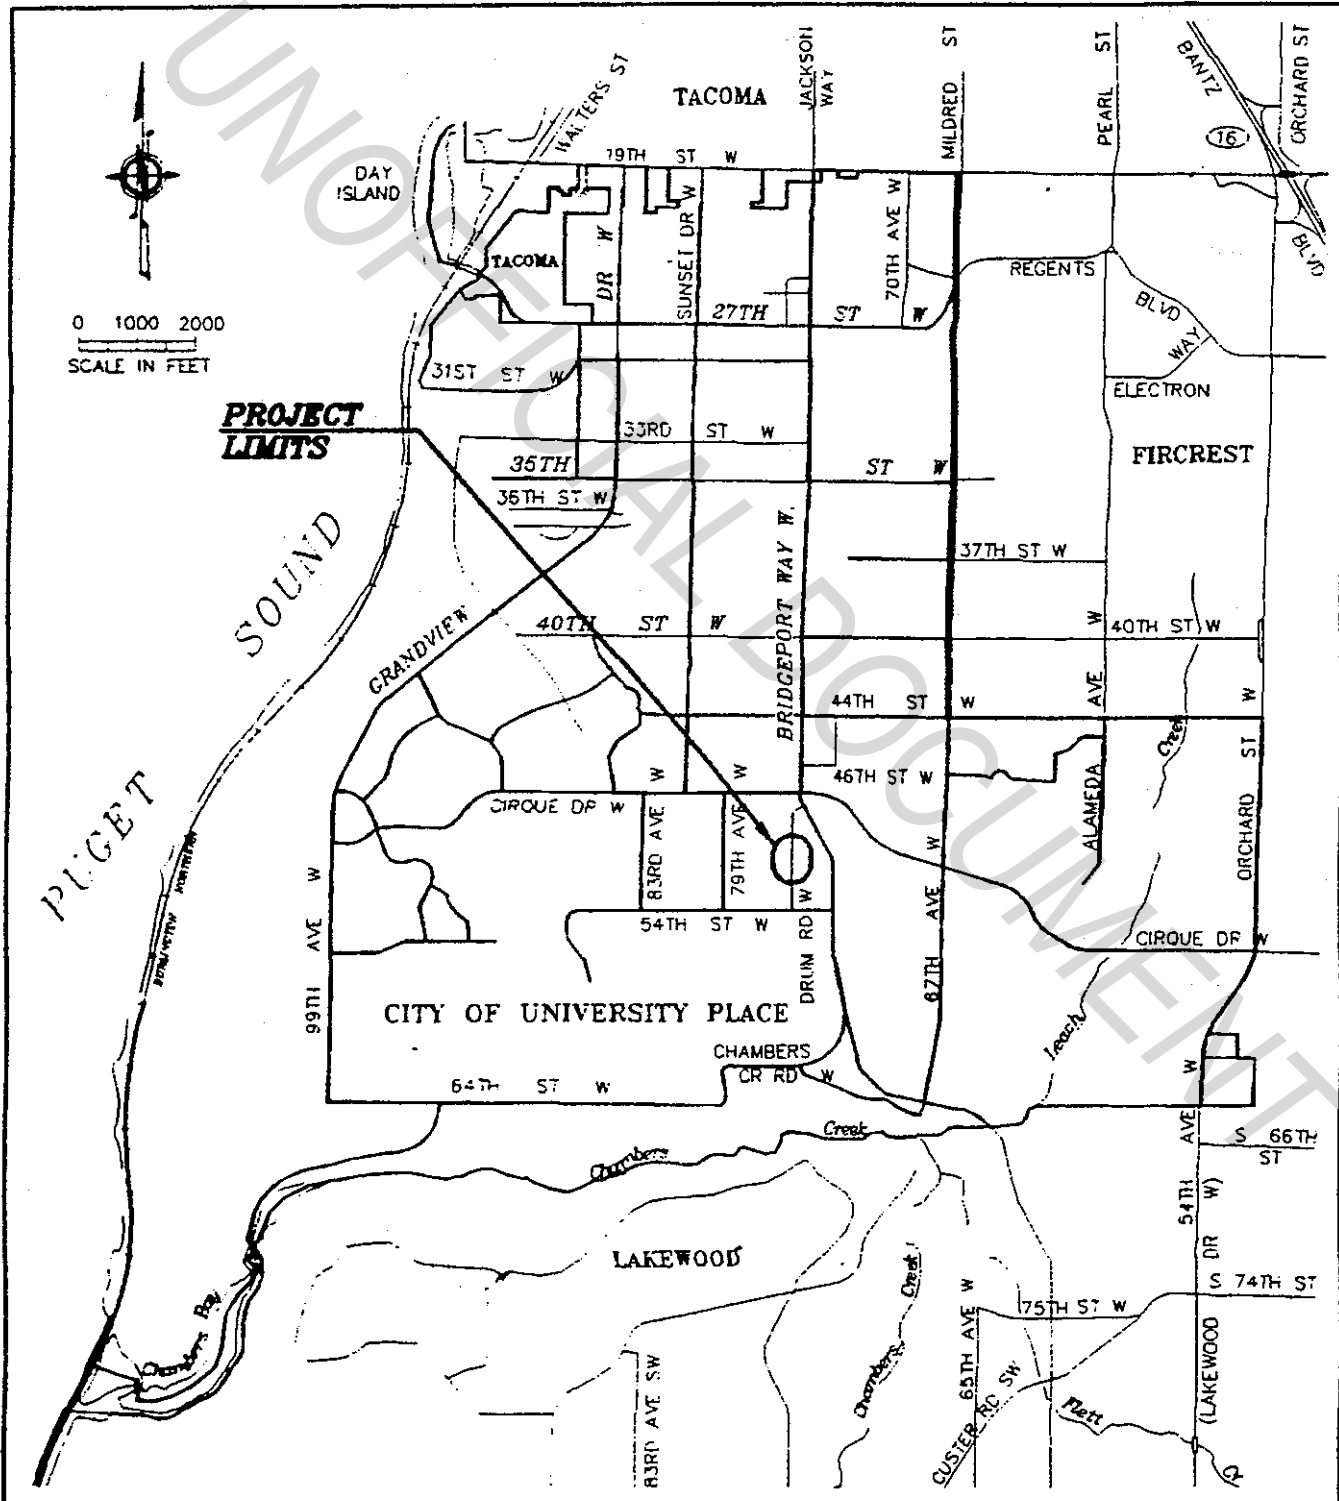 UNOFFICIAL DOCUMENT
TACOMA
JACKSON
WAY
MILDRED ST
PEARL ST
BANTZ
BLVD
ORCHARD ST
16
WALTERS ST
19TH ST W
DAY
ISLAND
TACOMA
DR W
SUNSET DR W
70TH AVE W
REGENTS
BLVD
27TH ST W
0 1000 2000
SCALE IN FEET
31ST ST W
WAY
ELECTRON
PROJECT
LIMITS
33RD ST W
FIRCREST
35TH ST W
36TH ST W
37TH ST W
BRIDGEPORT WAY W.
PUGET SOUND
40TH ST W
40TH ST W
GRANDVIEW
44TH ST W
46TH ST W
ALAMEDA AVE W
Creek
ORCHARD ST W
CIRQUE DR W
83RD AVE W
79TH AVE W
67TH AVE W
BURLINGTON NORTHERN
99TH AVE W
54TH ST W
DRUM RD W
CIRQUE DR W
CITY OF UNIVERSITY PLACE
Leach
CHAMBERS
CR RD W
64TH ST W
Chambers Creek
S 66TH
ST
54TH AVE W
(LAKEWOOD DR W)
LAKEWOOD
Chambers Creek
S 74TH ST
75TH ST W
65TH AVE W
Chambers Bay
83RD AVE SW
CUSTER RD SW
Flett Cr